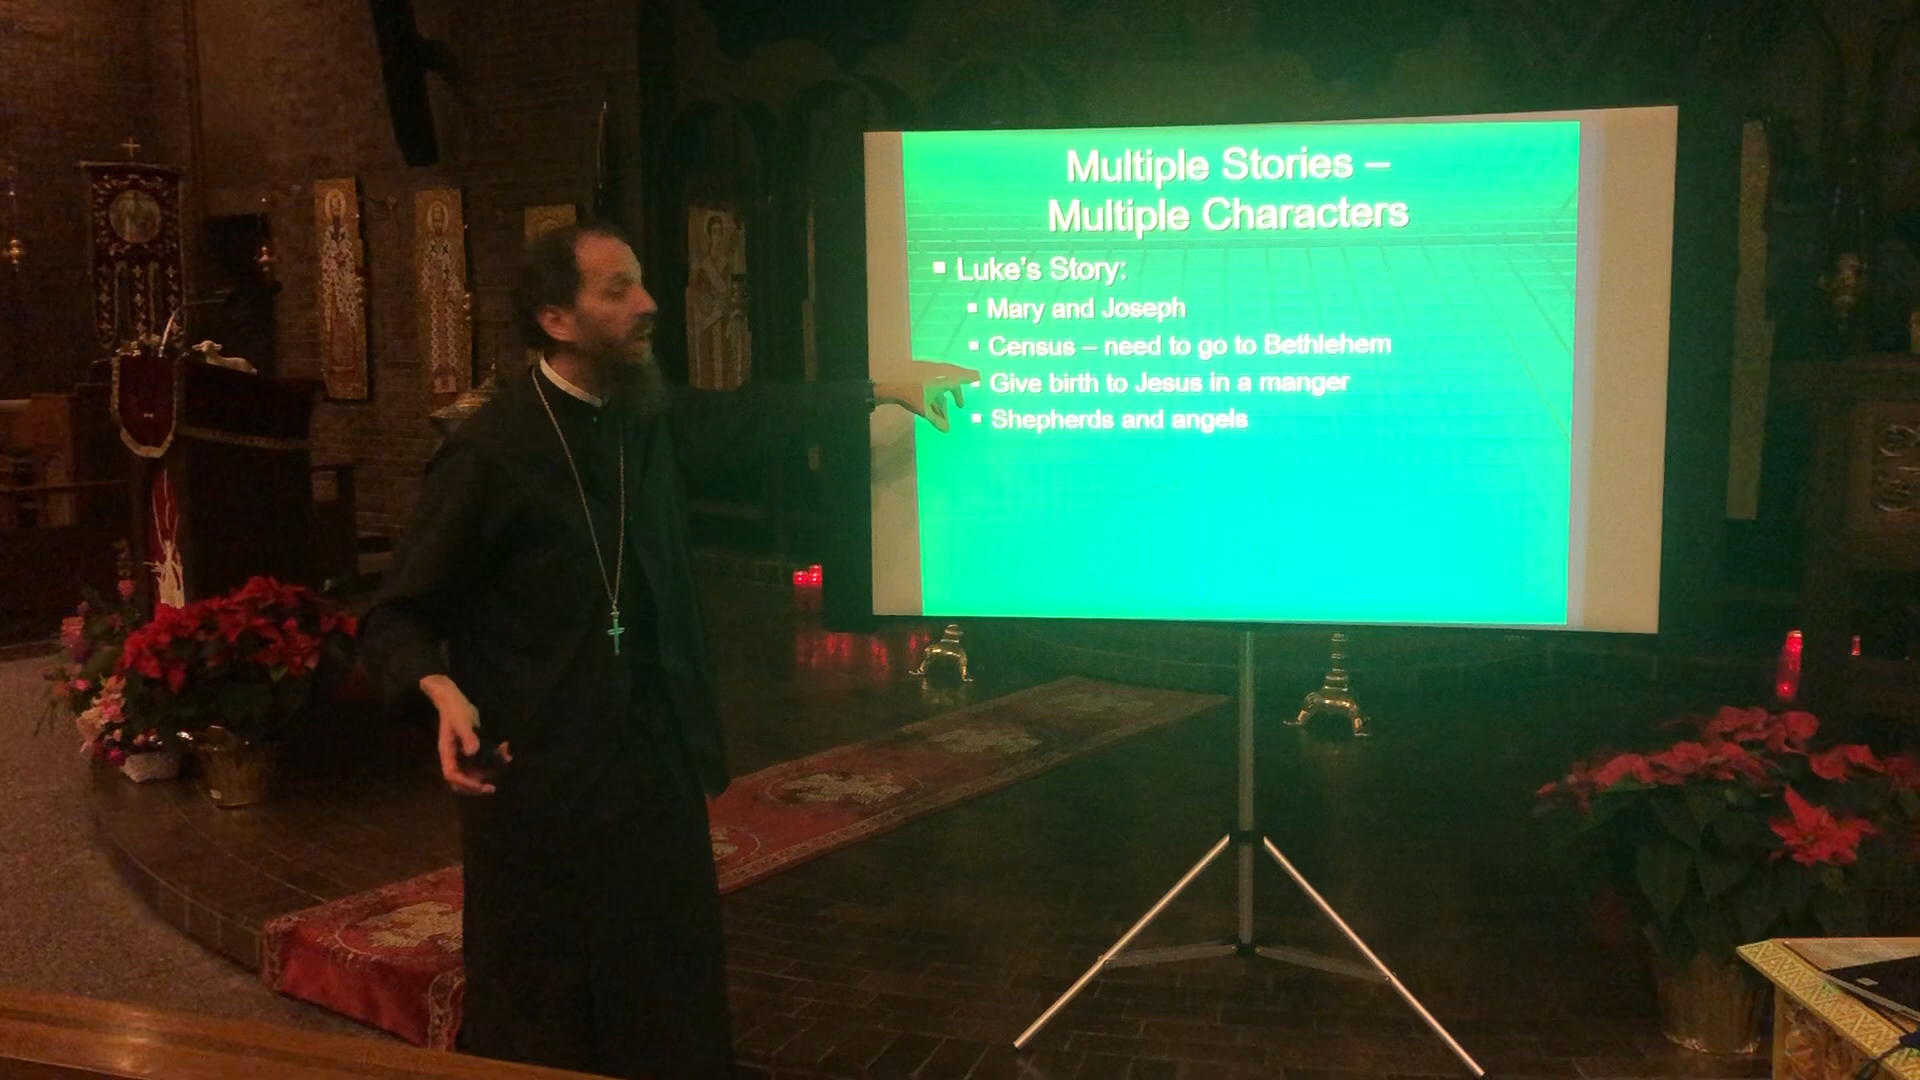 Multiple Stories –
Multiple Characters
▪ Luke's Story:
▪ Mary and Joseph
▪ Census – need to go to Bethlehem
▪ Give birth to Jesus in a manger
▪ Shepherds and angels